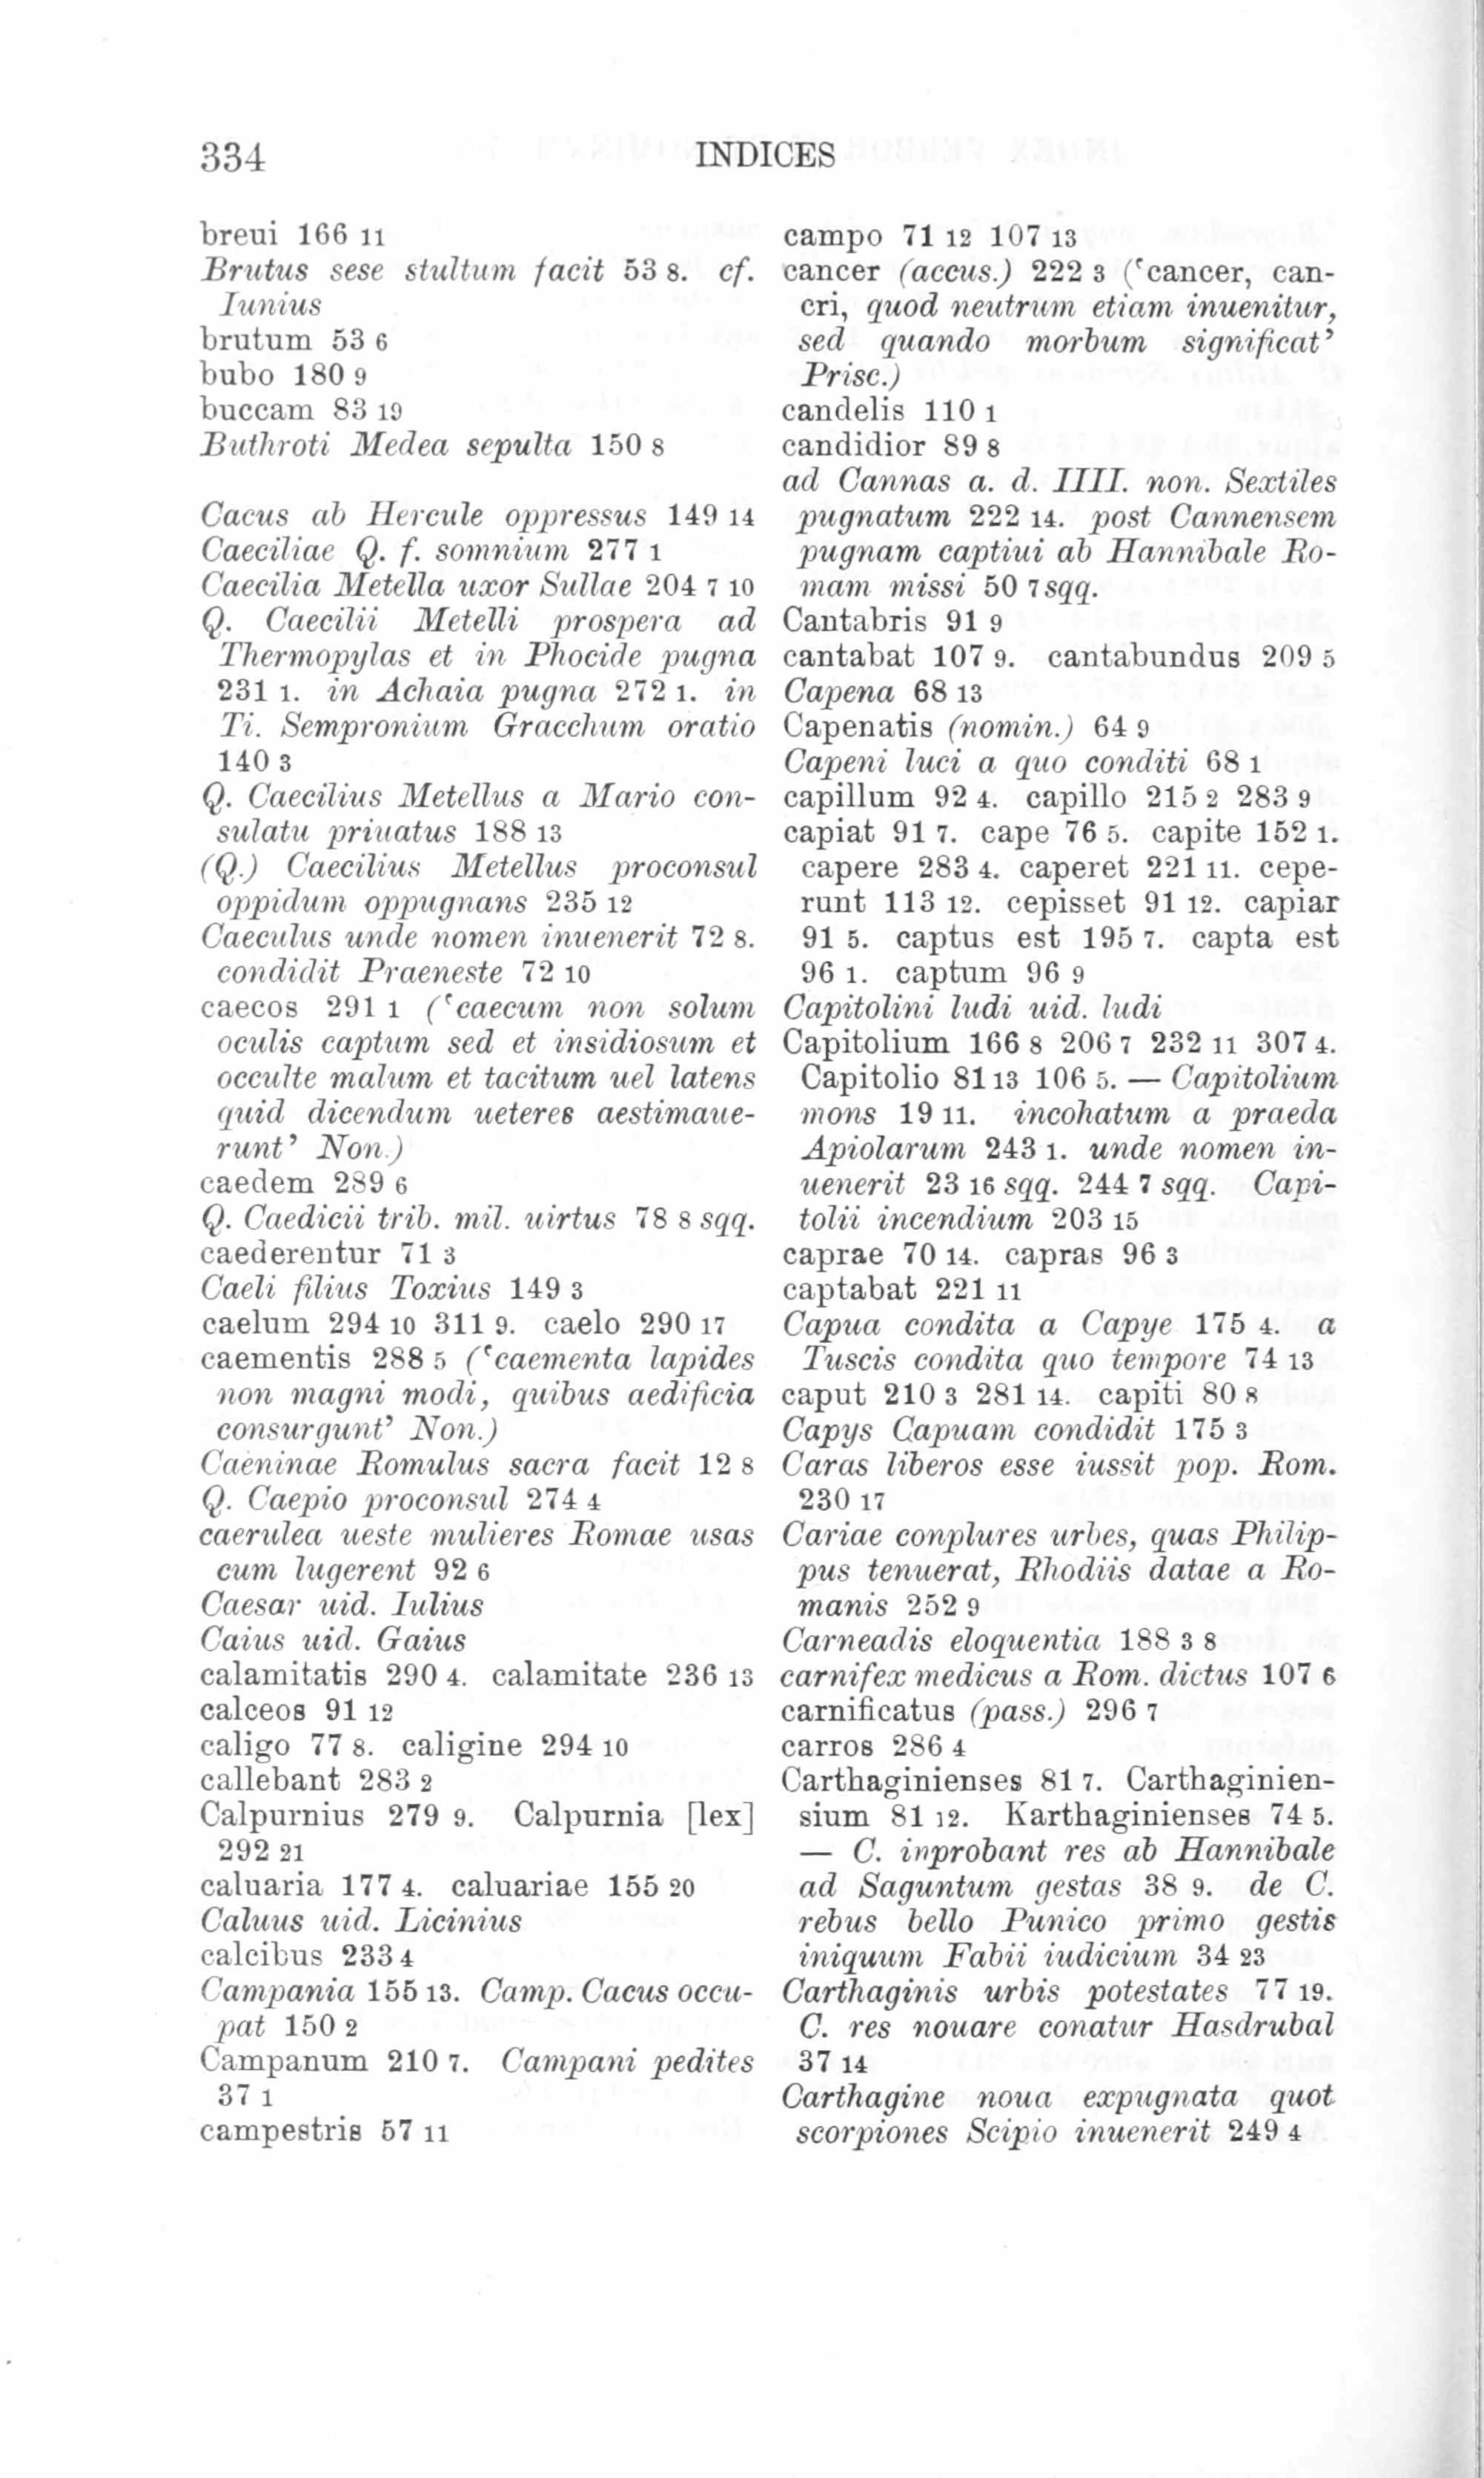 334 INDICES
breui 166 11
Brutus sese stultum facit 53 8. cf.
Iunius
brutum 53 6
bubo 180 9
buccam 83 19
Buthroti Medea sepulta 150 8
Cacus ab Hercule oppressus 149 14
Caeciliae Q. f. somnium 277 1
Caecilia Metella uxor Sullae 204 7 10
Q. Caecilii Metelli prospera ad
Thermopylas et in Phocide pugna
231 1. in Achaia pugna 272 1. in
Ti. Sempronium Gracchum oratio
140 3
Q. Caecilius Metellus a Mario con-
sulatu priuatus 188 13
(Q.) Caecilius Metellus proconsul
oppidum oppugnans 235 12
Caeculus unde nomen inuenerit 72 8.
condidit Praeneste 72 10
caecos 291 1 (‘caecum non solum
oculis captum sed et insidiosum et
occulte malum et tacitum uel latens
quid dicendum ueteres aestimaue-
runt’ Non.)
caedem 289 6
Q. Caedicii trib. mil. uirtus 78 8 sqq.
caederentur 71 3
Caeli filius Toxius 149 3
caelum 294 10 311 9. caelo 290 17
caementis 288 5 (‘caementa lapides
non magni modi, quibus aedificia
consurgunt’ Non.)
Caeninae Romulus sacra facit 12 8
Q. Caepio proconsul 274 4
caerulea ueste mulieres Romae usas
cum lugerent 92 6
Caesar uid. Iulius
Caius uid. Gaius
calamitatis 290 4. calamitate 236 13
calceos 91 12
caligo 77 8. caligine 294 10
callebant 283 2
Calpurnius 279 9. Calpurnia [lex]
292 21
caluaria 177 4. caluariae 155 20
Caluus uid. Licinius
calcibus 233 4
Campania 155 13. Camp. Cacus occu-
pat 150 2
Campanum 210 7. Campani pedites
37 1
campestris 57 11
campo 71 12 107 13
cancer (accus.) 222 3 (‘cancer, can-
cri, quod neutrum etiam inuenitur,
sed quando morbum significat’
Prisc.)
candelis 110 1
candidior 89 8
ad Cannas a. d. IIII. non. Sextiles
pugnatum 222 14. post Cannensem
pugnam captiui ab Hannibale Ro-
mam missi 50 7 sqq.
Cantabris 91 9
cantabat 107 9. cantabundus 209 5
Capena 68 13
Capenatis (nomin.) 64 9
Capeni luci a quo conditi 68 1
capillum 92 4. capillo 215 2 283 9
capiat 91 7. cape 76 5. capite 152 1.
capere 283 4. caperet 221 11. cepe-
runt 113 12. cepisset 91 12. capiar
91 5. captus est 195 7. capta est
96 1. captum 96 9
Capitolini ludi uid. ludi
Capitolium 166 8 206 7 232 11 307 4.
Capitolio 81 13 106 5. — Capitolium
mons 19 11. incohatum a praeda
Apiolarum 243 1. unde nomen in-
uenerit 23 16 sqq. 244 7 sqq. Capi-
tolii incendium 203 15
caprae 70 14. capras 96 3
captabat 221 11
Capua condita a Capye 175 4. a
Tuscis condita quo tempore 74 13
caput 210 3 281 14. capiti 80 8
Capys Capuam condidit 175 3
Caras liberos esse iussit pop. Rom.
230 17
Cariae conplures urbes, quas Philip-
pus tenuerat, Rhodiis datae a Ro-
manis 252 9
Carneadis eloquentia 188 3 8
carnifex medicus a Rom. dictus 107 6
carnificatus (pass.) 296 7
carros 286 4
Carthaginienses 81 7. Carthaginien-
sium 81 12. Karthaginienses 74 5.
— C. inprobant res ab Hannibale
ad Saguntum gestas 38 9. de C.
rebus bello Punico primo gestis
iniquum Fabii iudicium 34 23
Carthaginis urbis potestates 77 19.
C. res nouare conatur Hasdrubal
37 14
Carthagine noua expugnata quot
scorpiones Scipio inuenerit 249 4